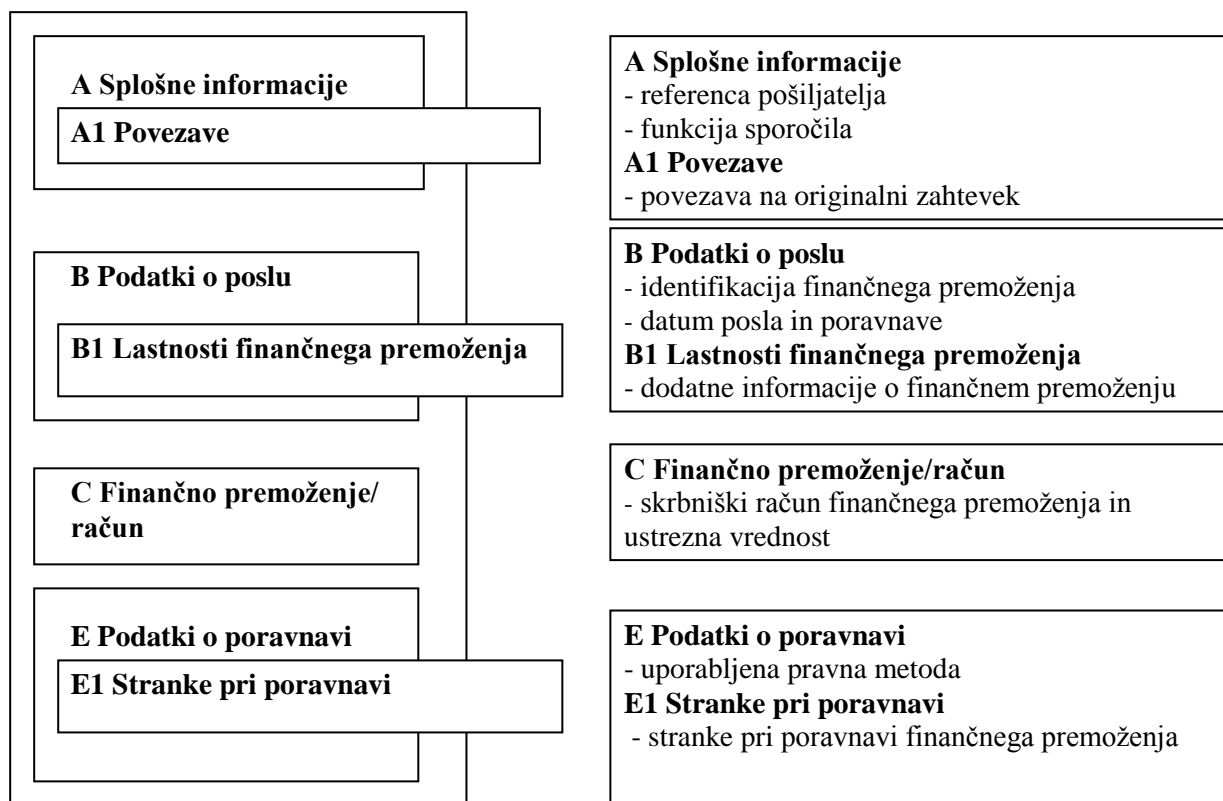 A Splošne informacije
A1 Povezave
B Podatki o poslu
B1 Lastnosti finančnega premoženja
C Finančno premoženje/
račun
E Podatki o poravnavi
E1 Stranke pri poravnavi
A Splošne informacije
- referenca pošiljatelja
- funkcija sporočila
A1 Povezave
- povezava na originalni zahtevek
B Podatki o poslu
- identifikacija finančnega premoženja
- datum posla in poravnave
B1 Lastnosti finančnega premoženja
- dodatne informacije o finančnem premoženju
C Finančno premoženje/račun
- skrbniški račun finančnega premoženja in
ustrezna vrednost
E Podatki o poravnavi
- uporabljena pravna metoda
E1 Stranke pri poravnavi
- stranke pri poravnavi finančnega premoženja